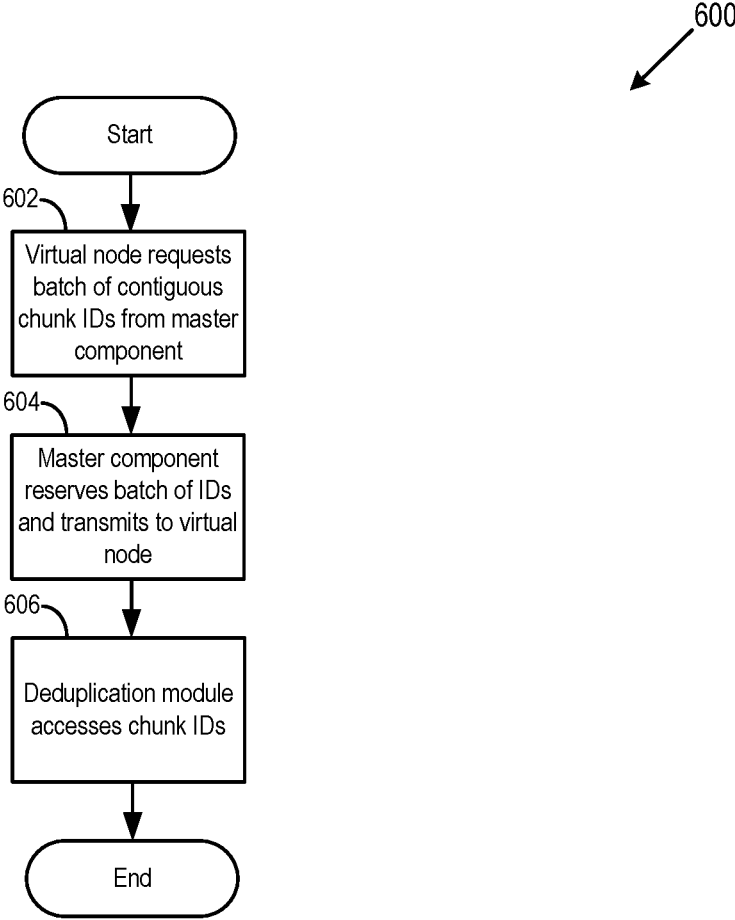 600
Start
602
Virtual node requests
batch of contiguous
chunk IDs from master
component
604
Master component
reserves batch of IDs
and transmits to virtual
node
606
Deduplication module
accesses chunk IDs
End